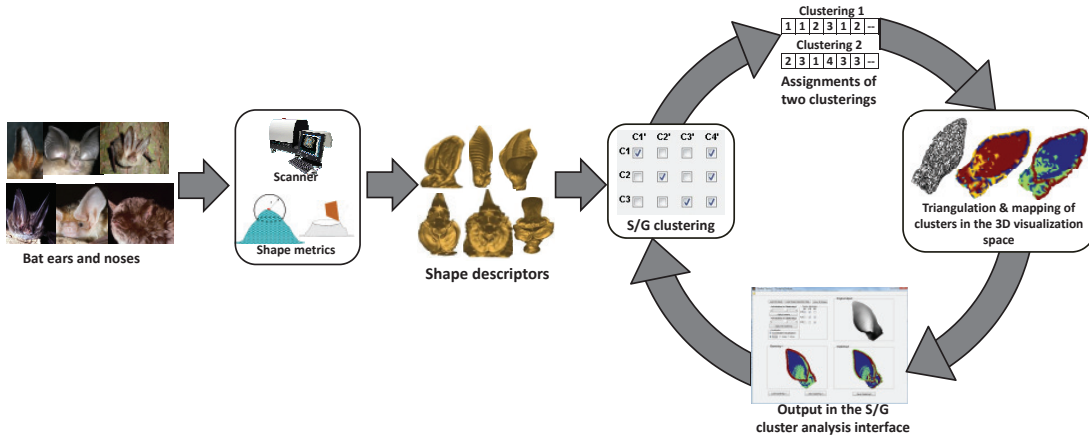 Bat ears and noses
Scanner
Shape metrics
Shape descriptors
C1' C2' C3' C4'
C1
C2
C3
S/G clustering
Clustering 1
1 1 2 3 1 2 --
Clustering 2
2 3 1 4 3 3 --
Assignments of
two clusterings
Triangulation & mapping of
clusters in the 3D visualization
space
Output in the S/G
cluster analysis interface